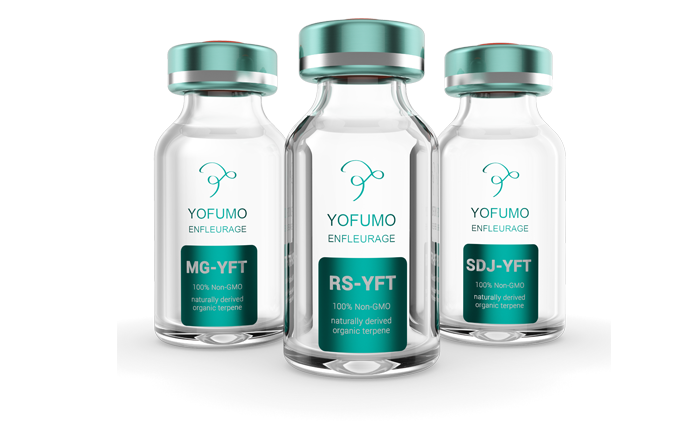 YOFUMO
ENFLEURAGE
MG-YFT
100% Non-GMO
naturally derived
organic terpene
YOFUMO
ENFLEURAGE
RS-YFT
100% Non-GMO
naturally derived
organic terpene
YOFUMO
ENFLEURAGE
SDJ-YFT
100% Non-GMO
naturally derived
organic terpene